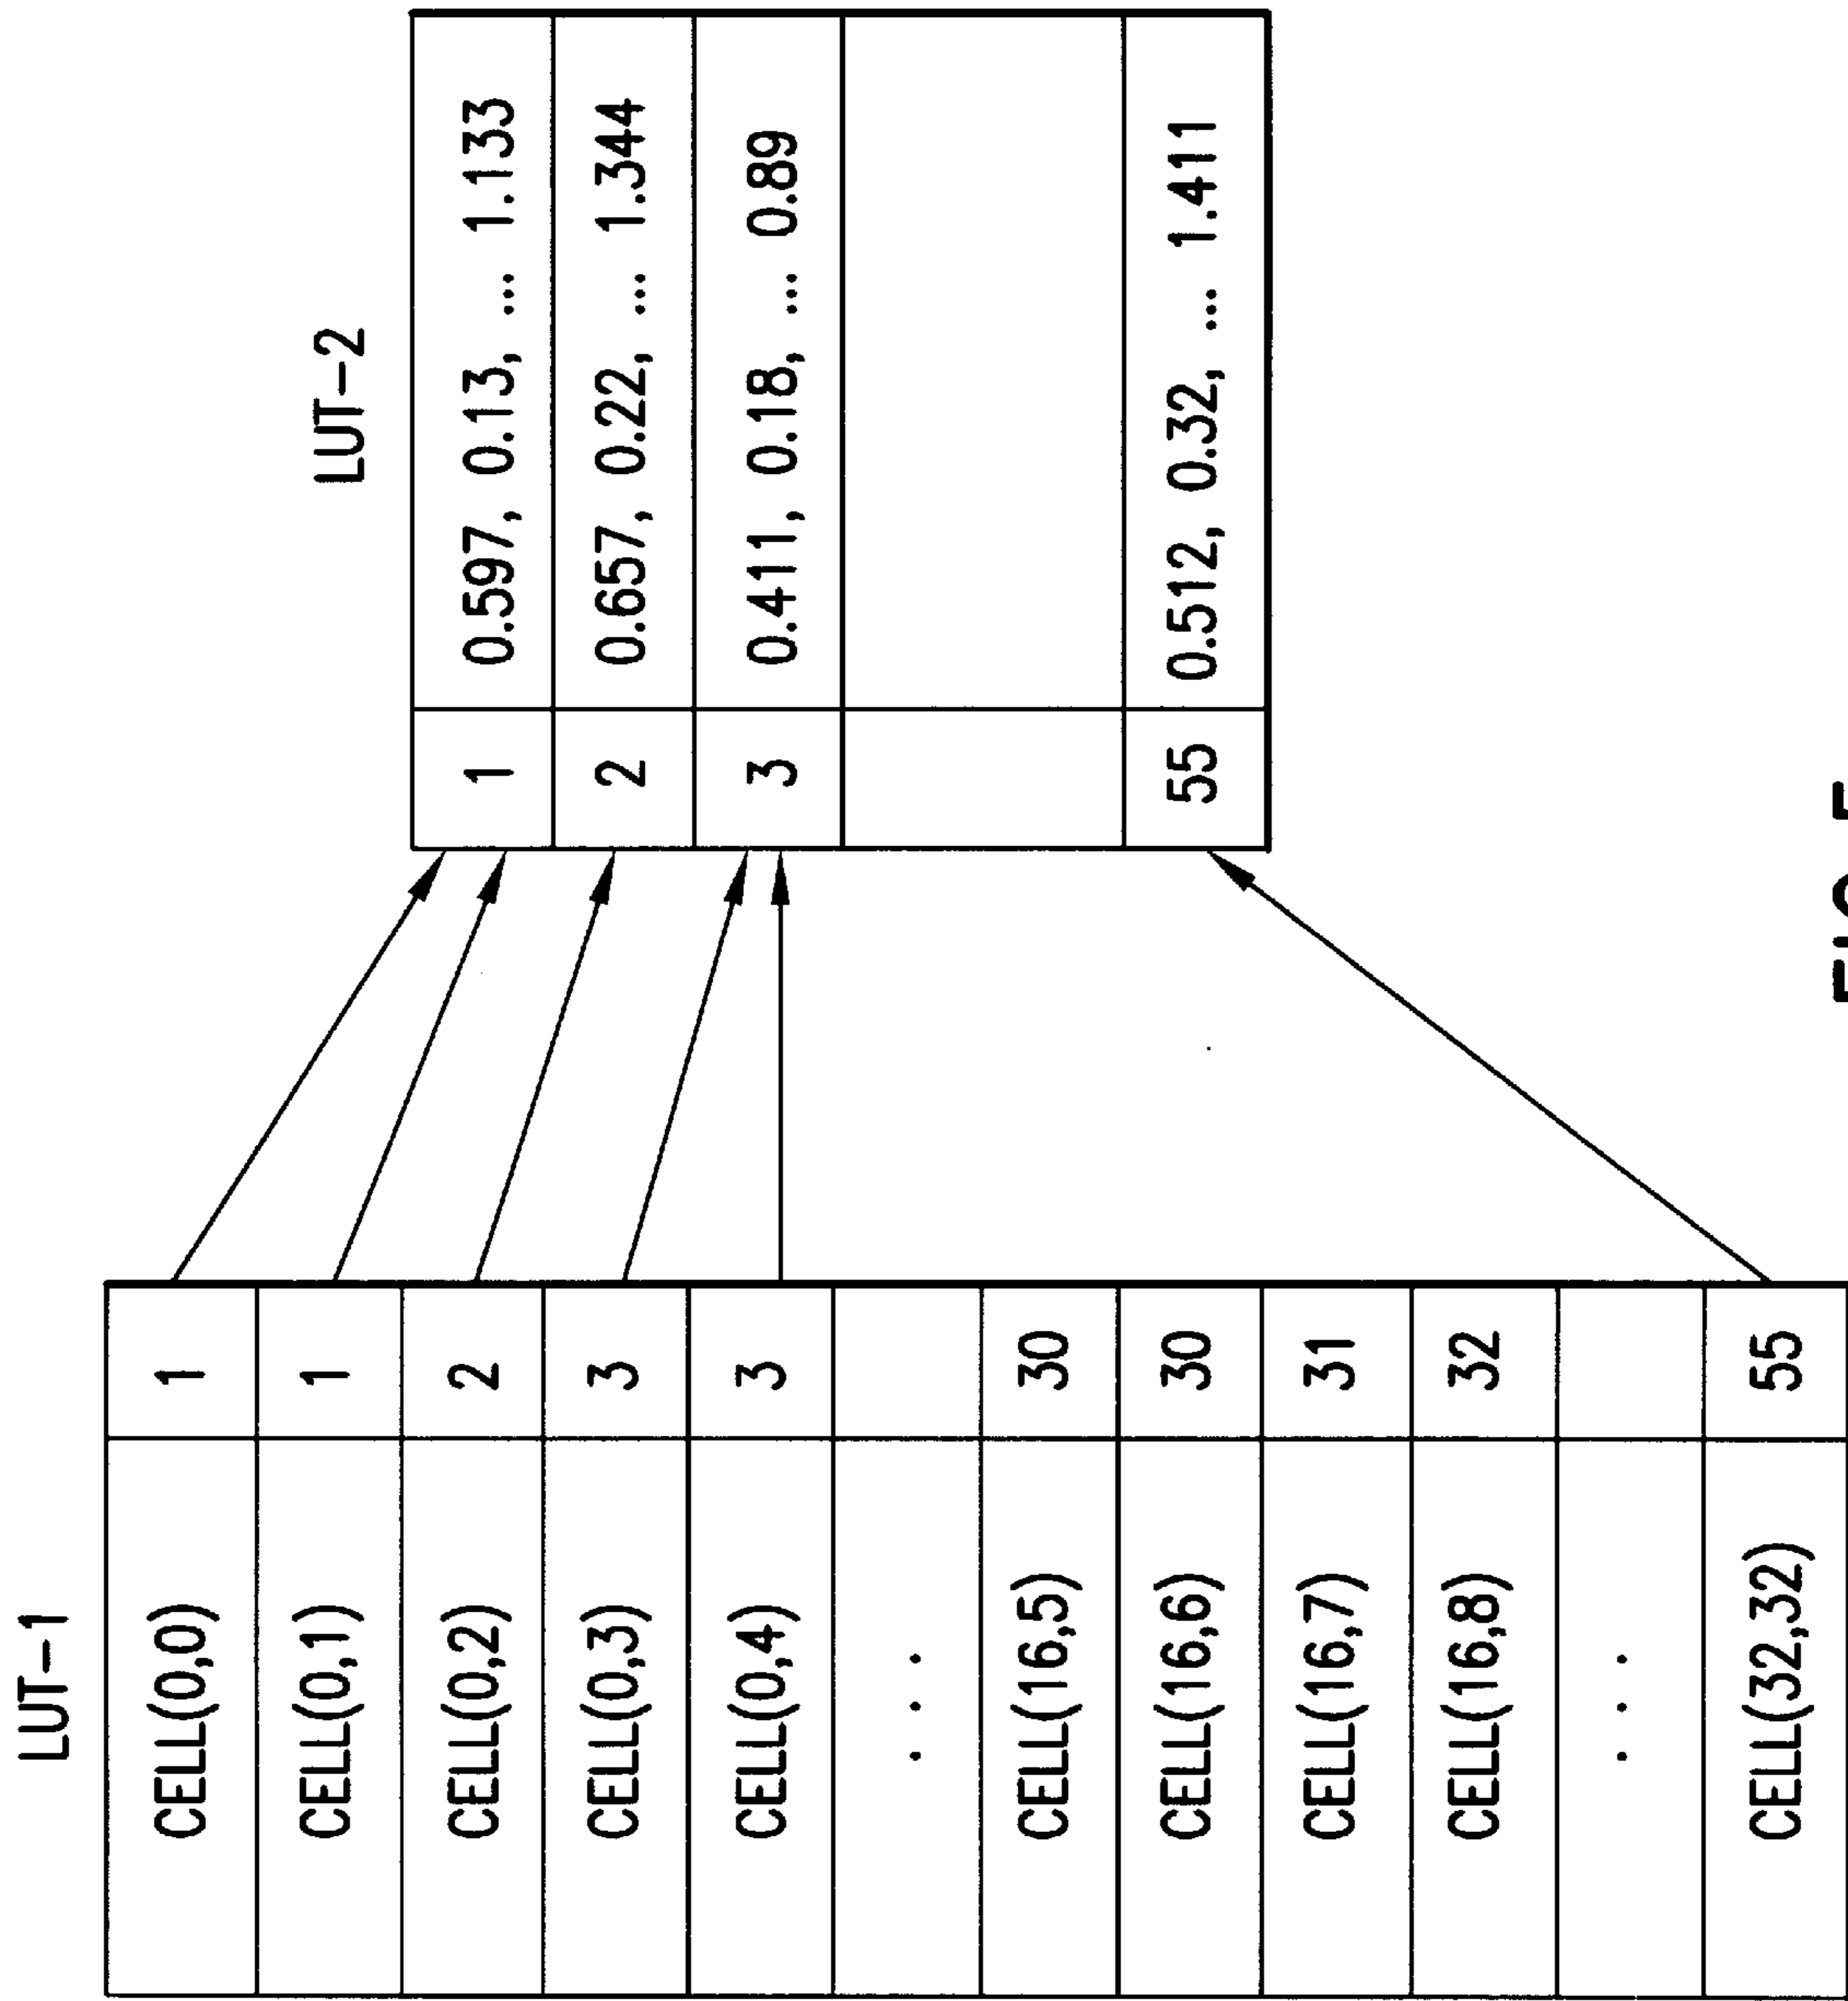 LUT-1
CELL(0,0) 1
CELL(0,1) 1
CELL(0,2) 2
CELL(0,3) 3
CELL(0,4) 3
. . .
CELL(16,5) 30
CELL(16,6) 30
CELL(16,7) 31
CELL(16,8) 32
. . .
CELL(32,32) 55
LUT-2
1 0.597, 0.13, ... 1.133
2 0.657, 0.22, ... 1.344
3 0.411, 0.18, ... 0.89
55 0.512, 0.32, ... 1.411